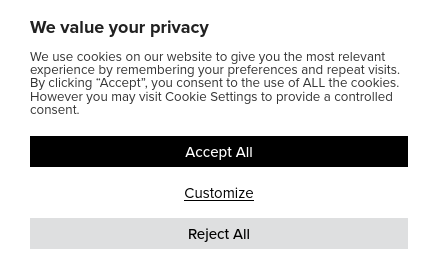 We value your privacy
We use cookies on our website to give you the most relevant
experience by remembering your preferences and repeat visits.
By clicking “Accept”, you consent to the use of ALL the cookies.
However you may visit Cookie Settings to provide a controlled
consent.
Accept All
Customize
Reject All